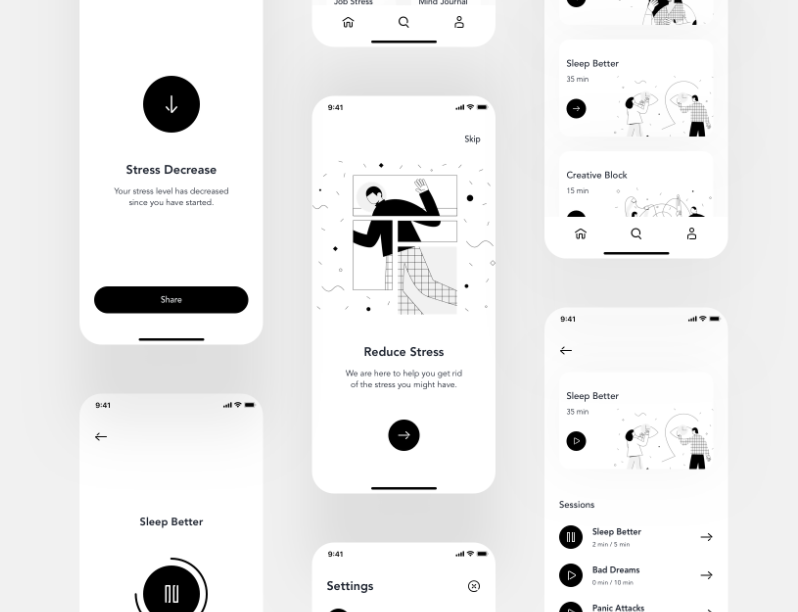 Stress Decrease
Your stress level has decreased
since you have started.
Share
9:41
Sleep Better
Job Stress
Mind Journal
9:41
Skip
Reduce Stress
We are here to help you get rid
of the stress you might have.
9:41
Settings
Sleep Better
35 min
Creative Block
15 min
9:41
Sleep Better
35 min
Sessions
Sleep Better
2 min / 5 min
Bad Dreams
0 min / 10 min
Panic Attacks